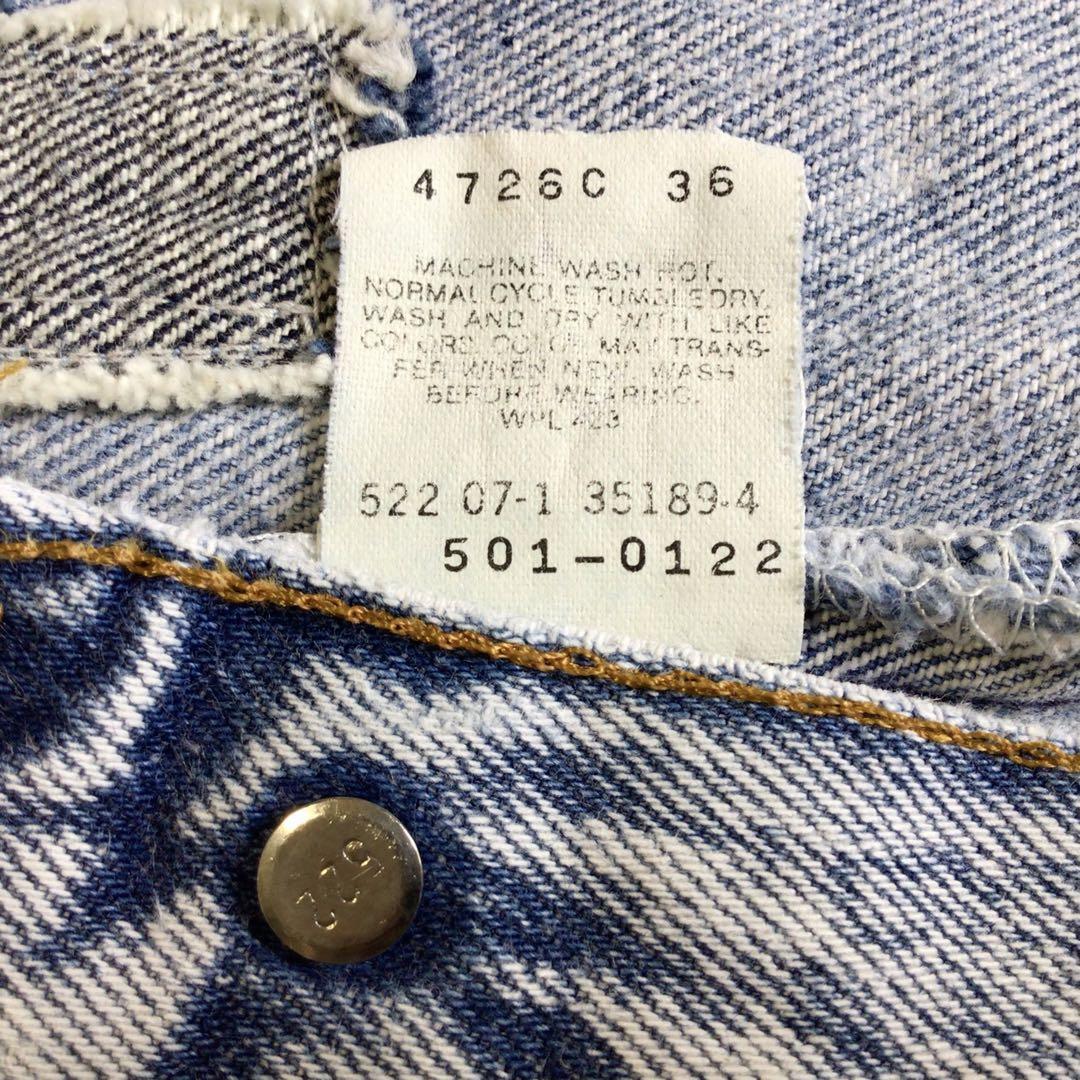 4726C 36
MACHINE WASH HOT.
NORMAL CYCLE. TUMBLE DRY.
WASH AND DRY WITH LIKE
COLORS. COLOR MAY TRANS-
FER WHEN NEW. WASH
BEFORE WEARING.
WPL 423
522 07-1 35189-4
501-0122
522